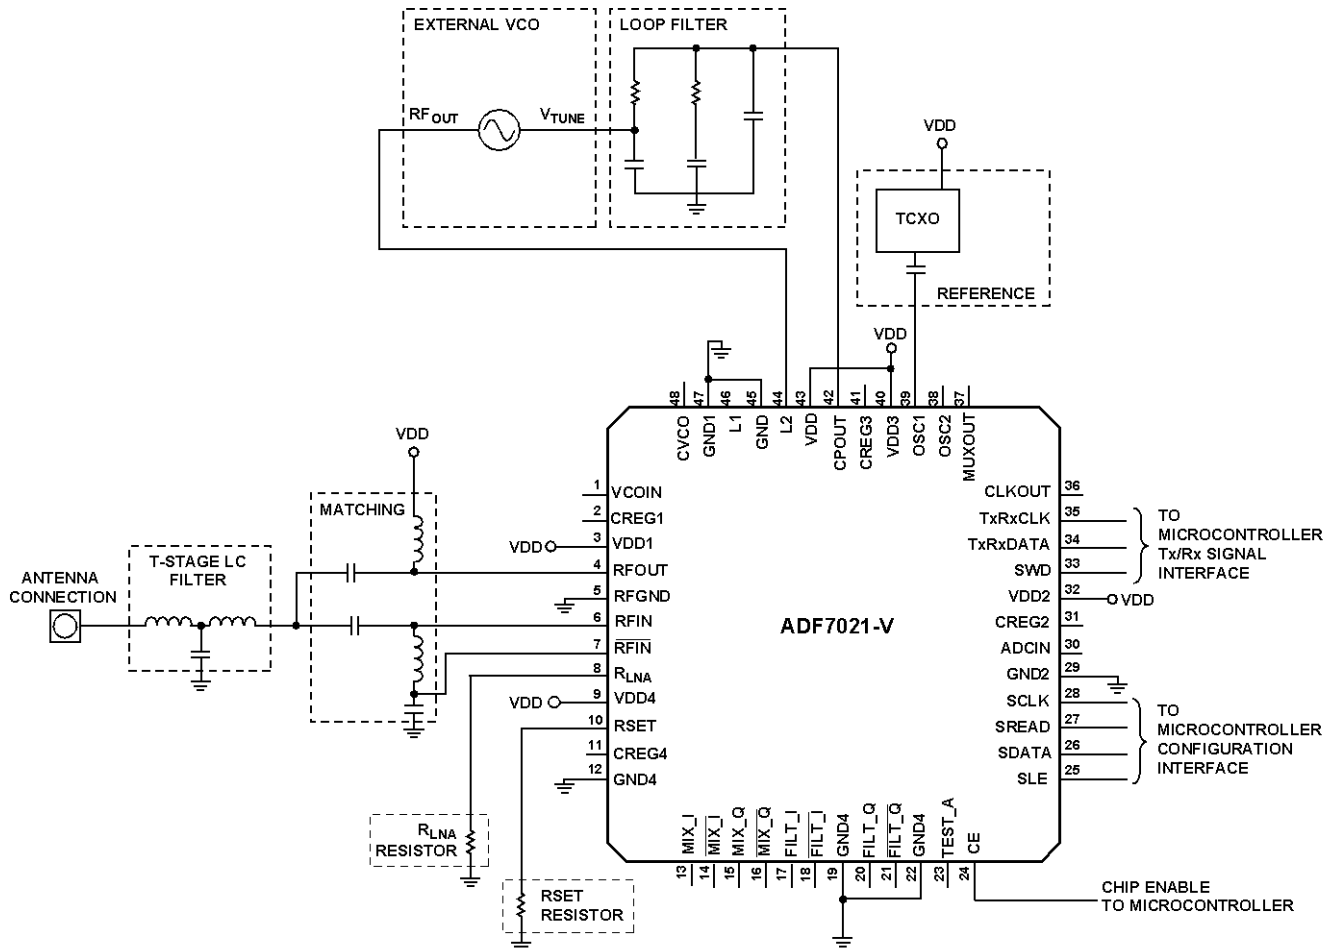 EXTERNAL VCO
LOOP FILTER
RFOUT
VTUNE
VDD
TCXO
REFERENCE
VDD
48
47
46
45
44
43
42
41
40
39
38
37
CVCO
GND1
L1
GND
L2
VDD
CPOUT
CREG3
VDD3
OSC1
OSC2
MUXOUT
VDD
MATCHING
T-STAGE LC
FILTER
ANTENNA
CONNECTION
1 VCOIN
2 CREG1
VDD 3 VDD1
4 RFOUT
5 RFGND
6 RFIN
7 RFIN
8 RLNA
VDD 9 VDD4
10 RSET
11 CREG4
12 GND4
ADF7021-V
CLKOUT 36
TxRxCLK 35
TxRxDATA 34
SWD 33
VDD2 32 VDD
CREG2 31
ADCIN 30
GND2 29
SCLK 28
SREAD 27
SDATA 26
SLE 25
TO
MICROCONTROLLER
Tx/Rx SIGNAL
INTERFACE
TO
MICROCONTROLLER
CONFIGURATION
INTERFACE
MIX_I
MIX_I
MIX_Q
MIX_Q
FILT_I
FILT_I
GND4
FILT_Q
FILT_Q
GND4
TEST_A
CE
13
14
15
16
17
18
19
20
21
22
23
24
RLNA
RESISTOR
RSET
RESISTOR
CHIP ENABLE
TO MICROCONTROLLER